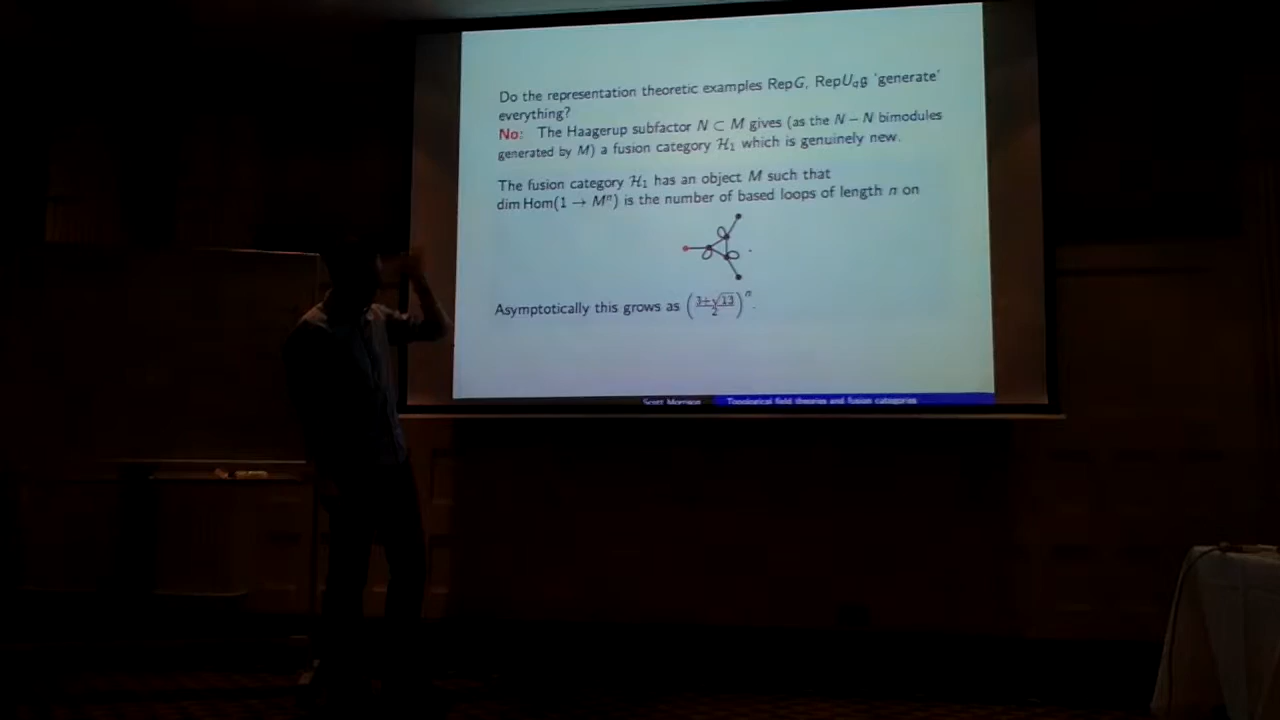 Do the representation theoretic examples RepG, RepU_q𝔤 ‘generate’
everything?
No: The Haagerup subfactor N ⊂ M gives (as the N − N bimodules
generated by M) a fusion category ℋ₁ which is genuinely new.
The fusion category ℋ₁ has an object M such that
dim Hom(1 → Mⁿ) is the number of based loops of length n on
.
Asymptotically this grows as ((3+√13)/2)ⁿ.
Scott Morrison Topological field theories and fusion categories